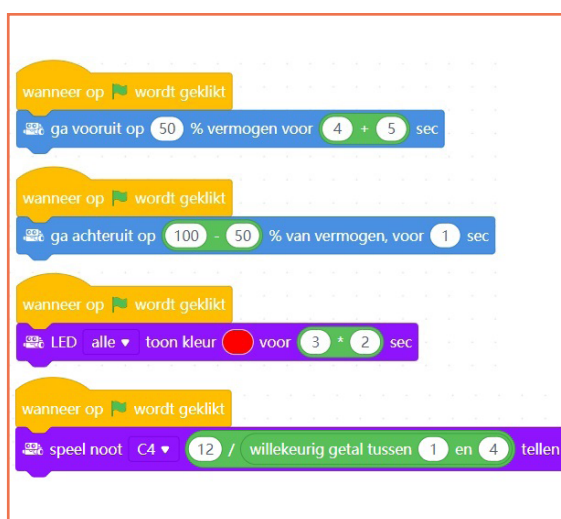 wanneer op wordt geklikt
ga vooruit op 50 % vermogen voor 4 + 5 sec
wanneer op wordt geklikt
ga achteruit op 100 - 50 % van vermogen, voor 1 sec
wanneer op wordt geklikt
LED alle toon kleur voor 3 * 2 sec
wanneer op wordt geklikt
speel noot C4 12 / willekeurig getal tussen 1 en 4 tellen